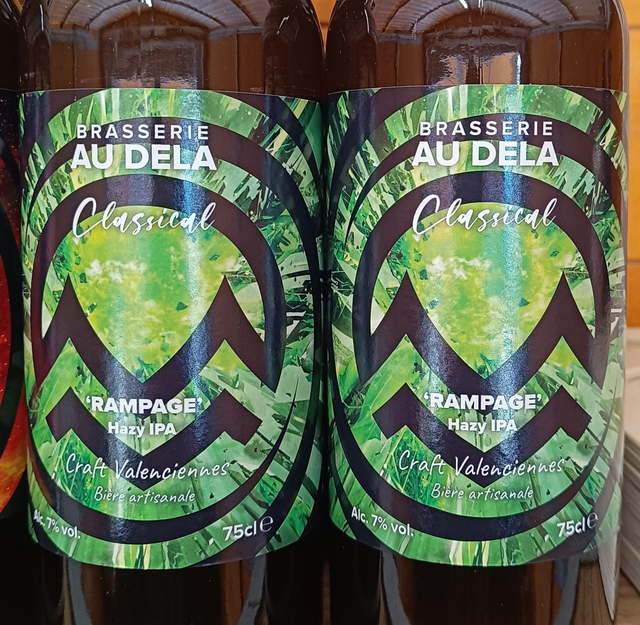 BRASSERIE
AU DELA
Classical
'RAMPAGE'
Hazy IPA
Craft Valenciennes
Bière artisanale
Alc. 7% vol.
75cl e
BRASSERIE
AU DELA
Classical
'RAMPAGE'
Hazy IPA
Craft Valenciennes
Bière artisanale
Alc. 7% vol.
75cl e